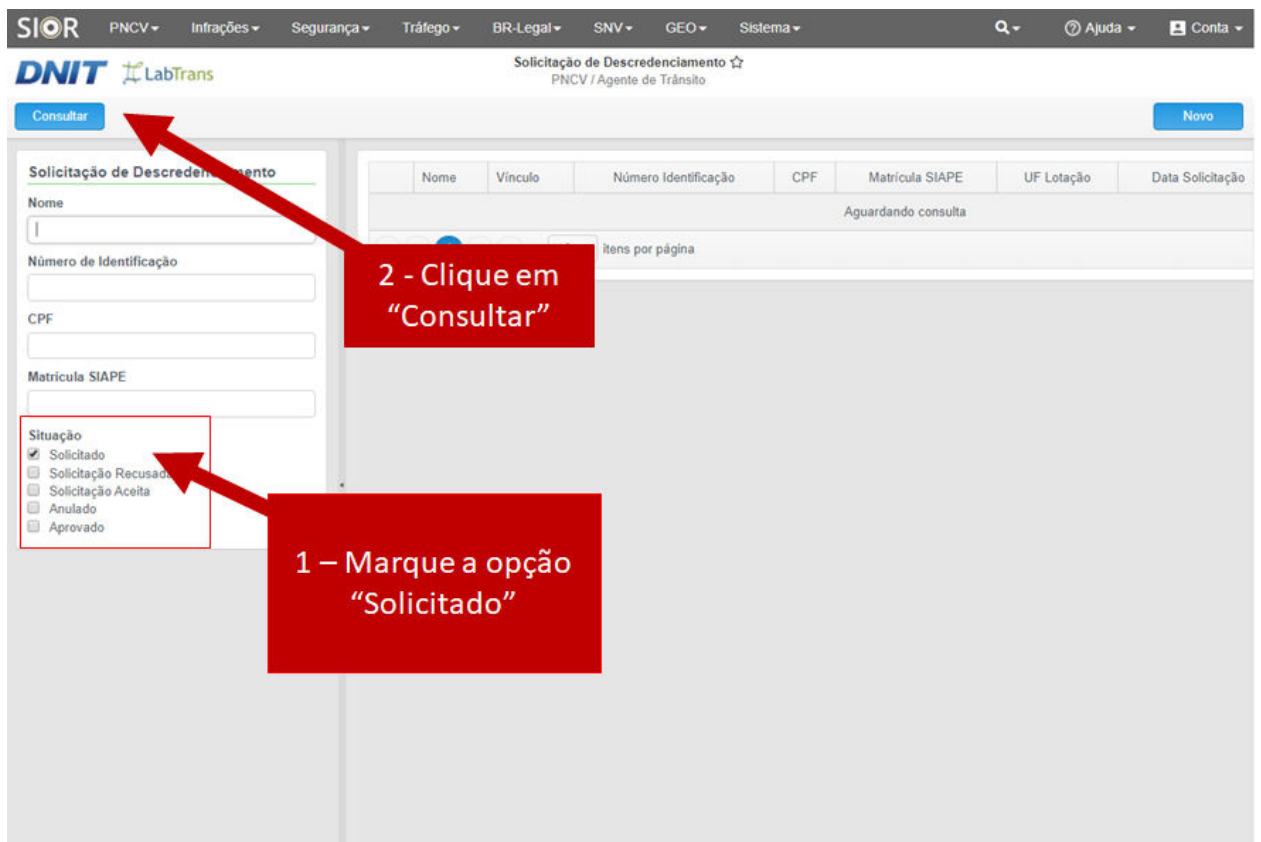 SIOR PNCV Infrações Segurança Tráfego BR-Legal SNV GEO Sistema Ajuda Conta
DNIT LabTrans
Solicitação de Descredenciamento
PNCV / Agente de Trânsito
Consultar
Novo
Solicitação de Descredenciamento
Nome
Número de Identificação
CPF
Matrícula SIAPE
Situação
Solicitado
Solicitação Recusada
Solicitação Aceita
Anulado
Aprovado
Nome Vínculo Número Identificação CPF Matrícula SIAPE UF Lotação Data Solicitação
Aguardando consulta
itens por página
2 - Clique em
“Consultar”
1 – Marque a opção
“Solicitado”